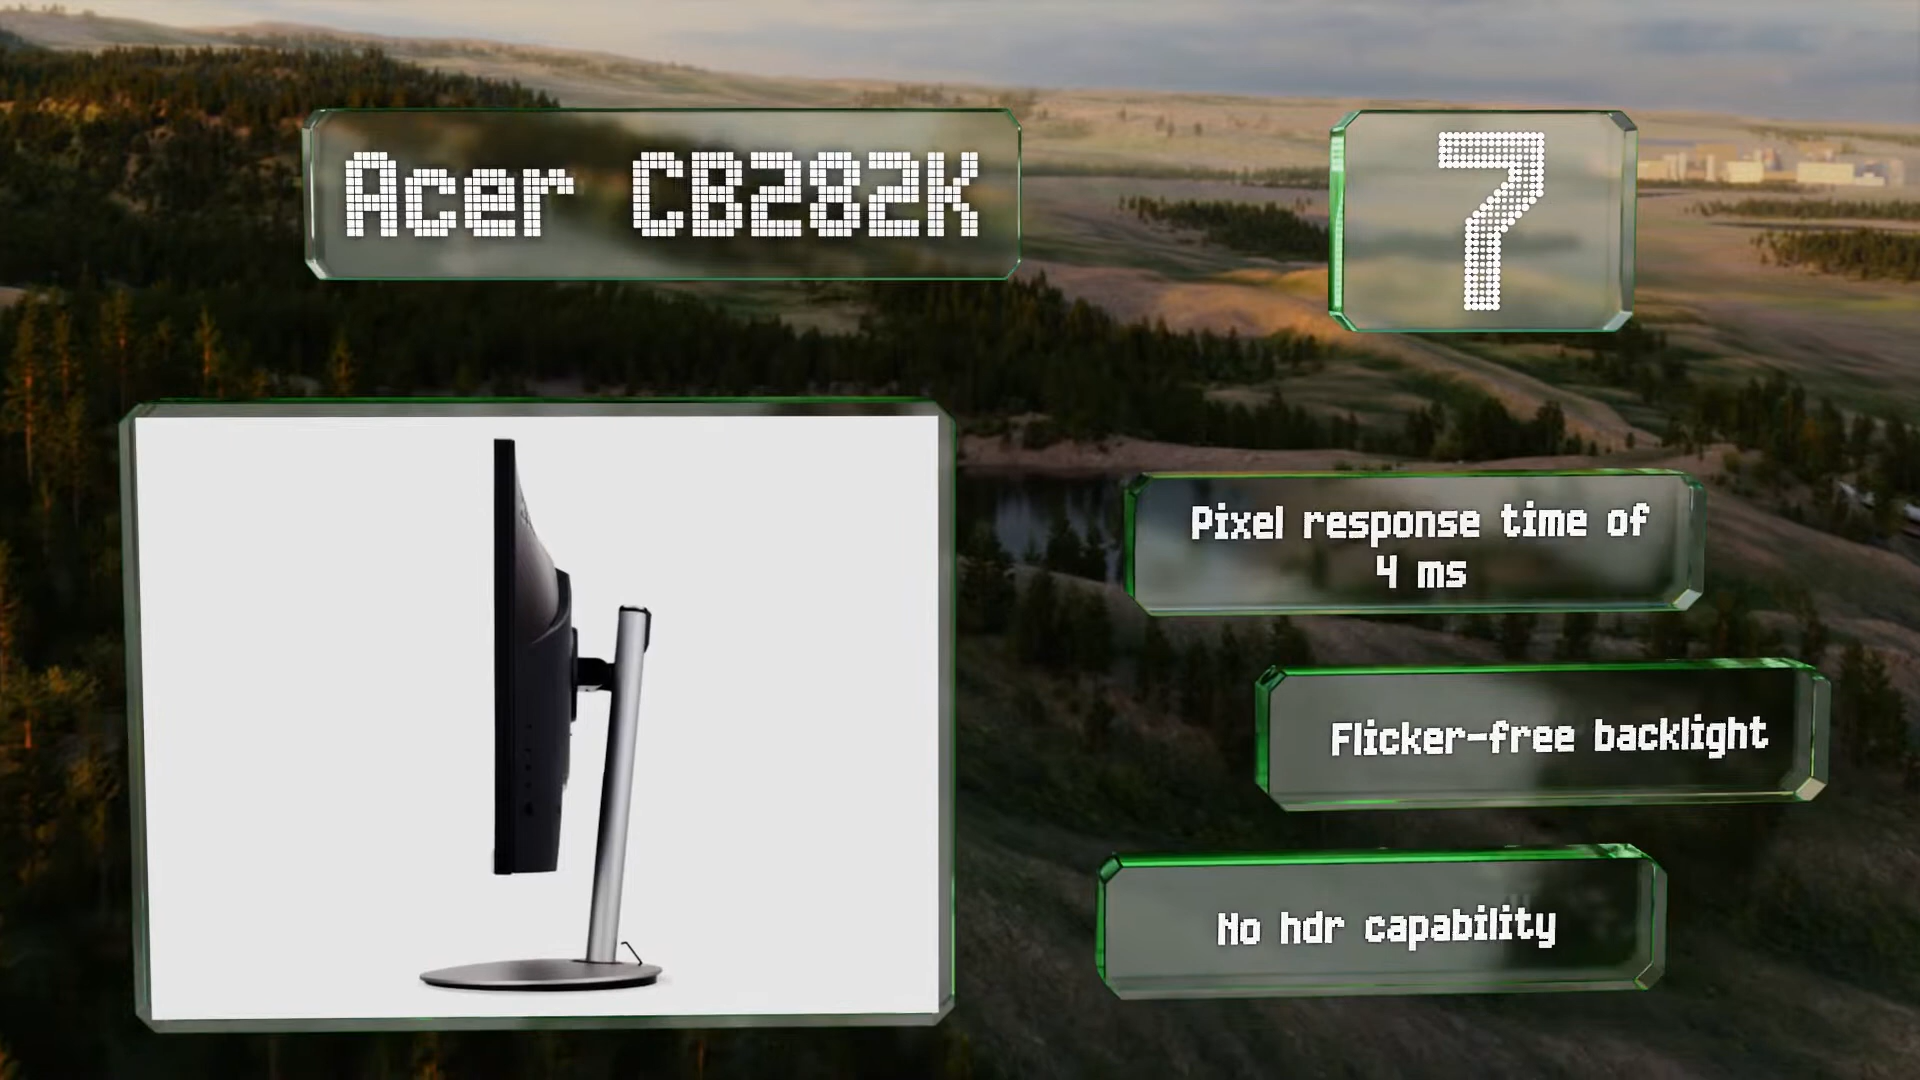 Acer CB282K
7
Pixel response time of
4 ms
Flicker-free backlight
No hdr capability